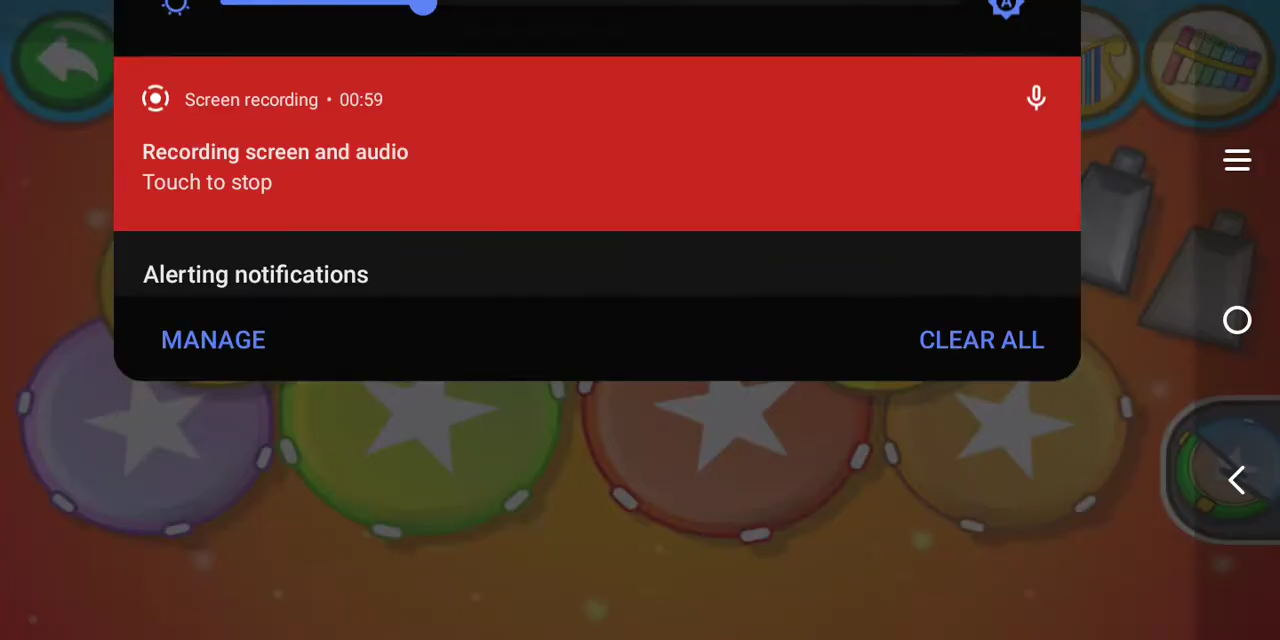 Screen recording • 00:59
Recording screen and audio
Touch to stop
Alerting notifications
MANAGE
CLEAR ALL